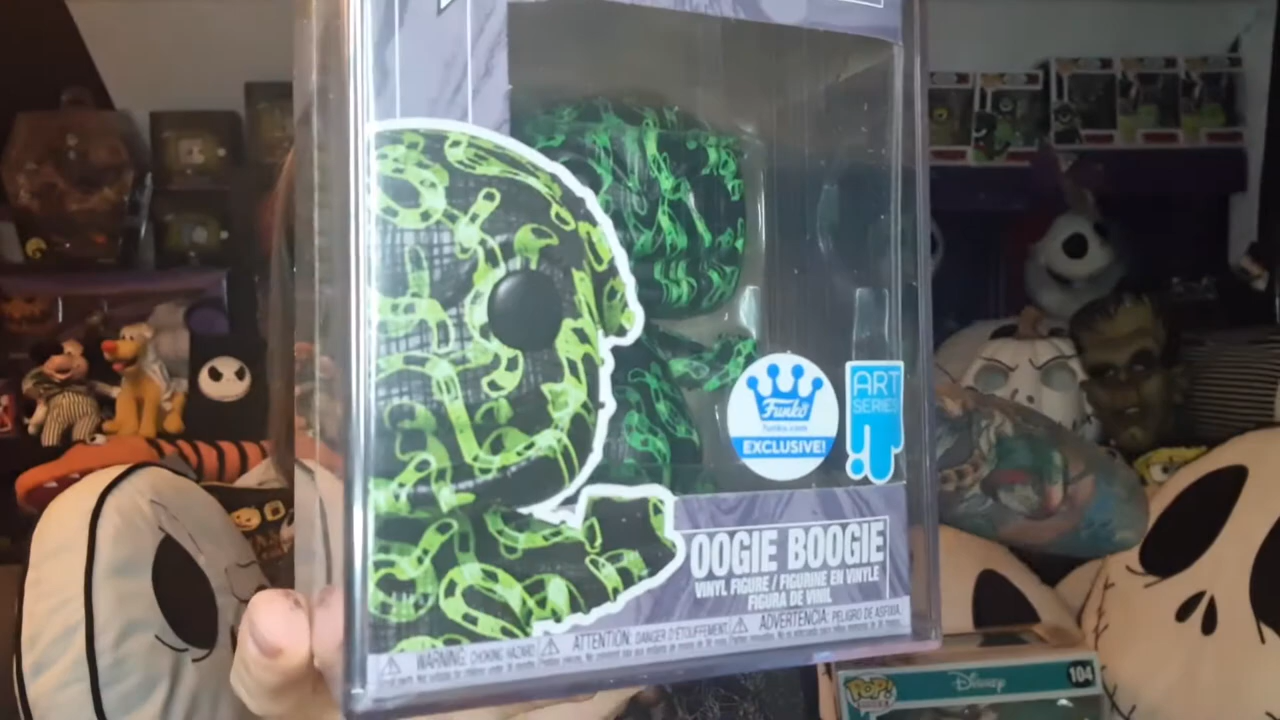 Funko
Funko.com
EXCLUSIVE!
ART
SERIES
OOGIE BOOGIE
VINYL FIGURE / FIGURINE EN VINYLE
FIGURA DE VINIL
WARNING: CHOKING HAZARD.
ATTENTION: DANGER D'ÉTOUFFEMENT.
ADVERTENCIA: PELIGRO DE ASFIXIA.
POP!
Disney
104